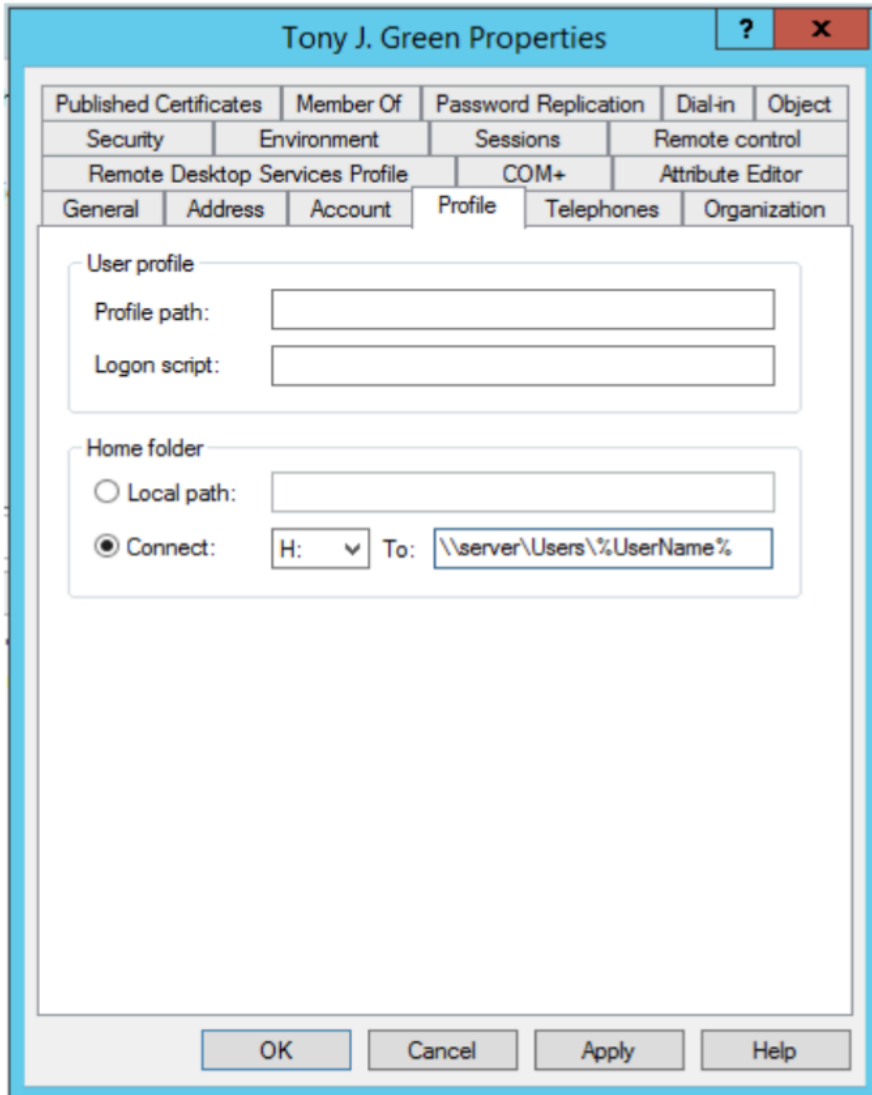 Tony J. Green Properties
? x
Published Certificates Member Of Password Replication Dial-in Object
Security Environment Sessions Remote control
Remote Desktop Services Profile COM+ Attribute Editor
General Address Account Profile Telephones Organization
User profile
Profile path:
Logon script:
Home folder
Local path:
Connect: H: To: \\server\Users\%UserName%
OK Cancel Apply Help